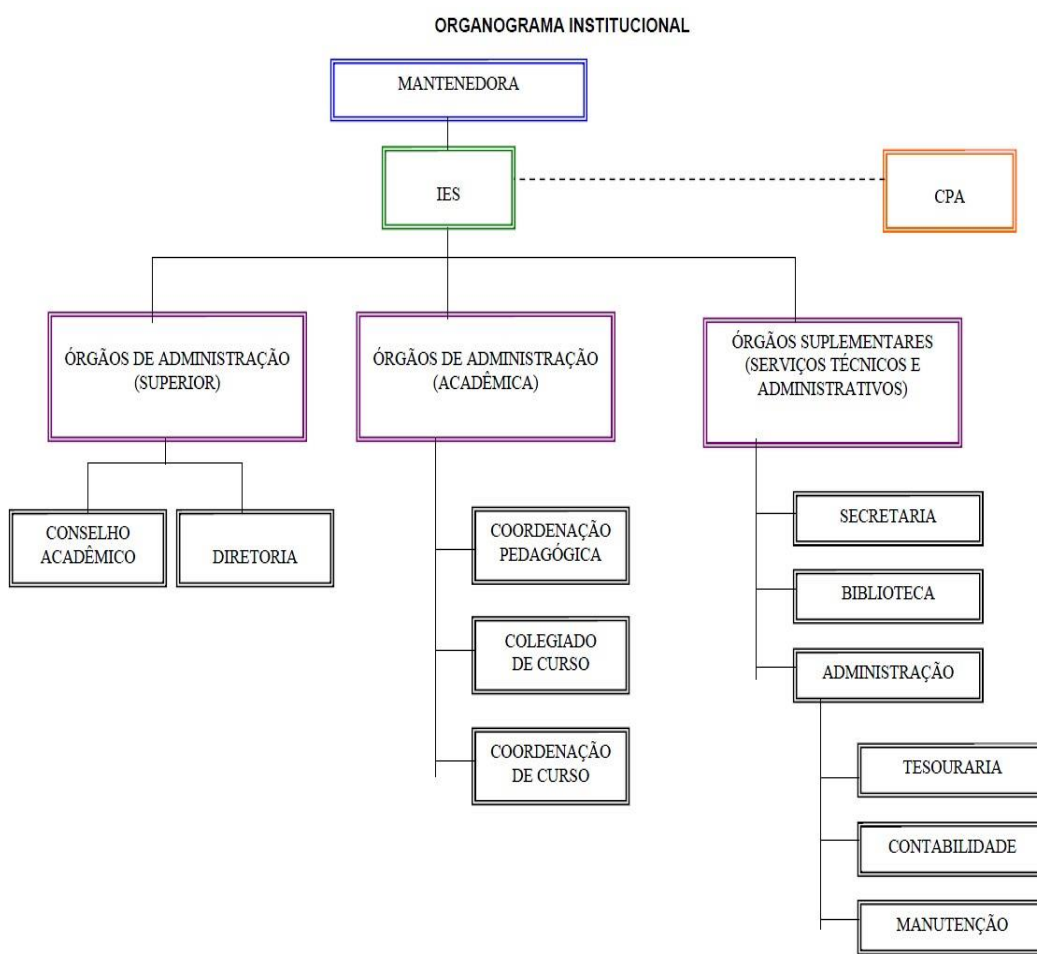 ORGANOGRAMA INSTITUCIONAL
MANTENEDORA
IES
CPA
ÓRGÃOS DE ADMINISTRAÇÃO
(SUPERIOR)
ÓRGÃOS DE ADMINISTRAÇÃO
(ACADÊMICA)
ÓRGÃOS SUPLEMENTARES
(SERVIÇOS TÉCNICOS E
ADMINISTRATIVOS)
CONSELHO
ACADÊMICO
DIRETORIA
COORDENAÇÃO
PEDAGÓGICA
COLEGIADO
DE CURSO
COORDENAÇÃO
DE CURSO
SECRETARIA
BIBLIOTECA
ADMINISTRAÇÃO
TESOURARIA
CONTABILIDADE
MANUTENÇÃO